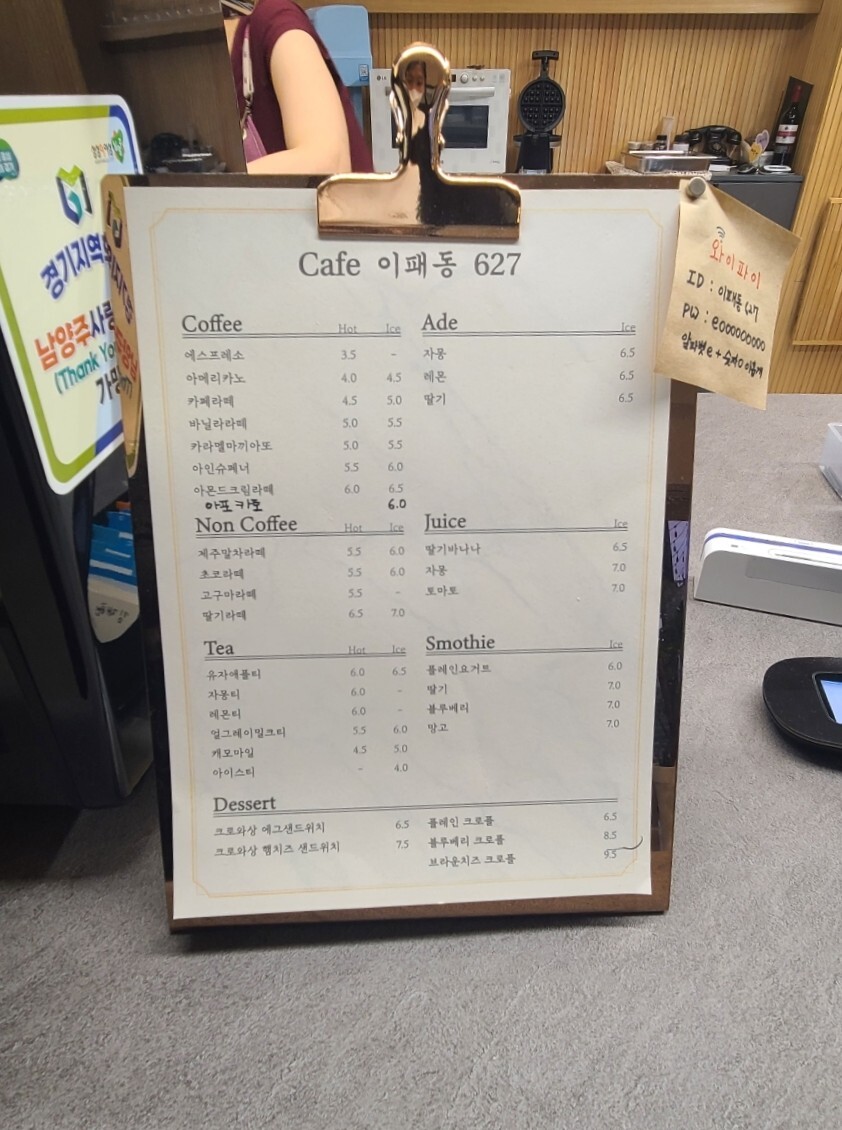 Cafe 이패동 627
Coffee Hot Ice
에스프레소 3.5 -
아메리카노 4.0 4.5
카페라떼 4.5 5.0
바닐라라떼 5.0 5.5
카라멜마끼아또 5.0 5.5
아인슈페너 5.5 6.0
아몬드크림라떼 6.0 6.5
아포카토 6.0
Ade Ice
자몽 6.5
레몬 6.5
딸기 6.5
Non Coffee Hot Ice
제주말차라떼 5.5 6.0
초코라떼 5.5 6.0
고구마라떼 5.5 -
딸기라떼 6.5 7.0
Juice Ice
딸기바나나 6.5
자몽 7.0
토마토 7.0
Tea Hot Ice
유자애플티 6.0 6.5
자몽티 6.0 -
레몬티 6.0 -
얼그레이밀크티 5.5 6.0
캐모마일 4.5 5.0
아이스티 - 4.0
Smothie Ice
플레인요거트 6.0
딸기 7.0
블루베리 7.0
망고 7.0
Dessert
크로와상 에그샌드위치 6.5
크로와상 햄치즈 샌드위치 7.5
플레인 크로플 6.5
블루베리 크로플 8.5
브라운치즈 크로플 9.5
와이파이
ID : 이패동 627
PW : e000000000
알파벳 e + 숫자0 아홉개
경기지역
남양주사랑
(Thank Yo
가맹
LG